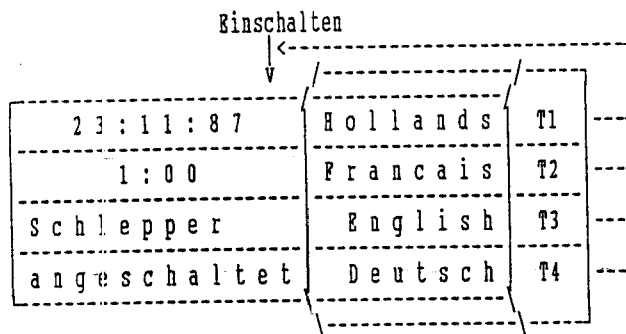 Einschalten
23:11:87 Hollands T1
1:00 Francais T2
Schlepper English T3
angeschaltet Deutsch T4